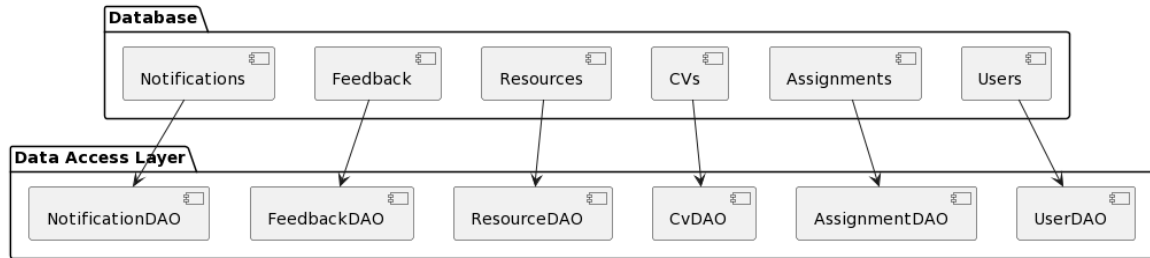 Database
Notifications
Feedback
Resources
CVs
Assignments
Users
Data Access Layer
NotificationDAO
FeedbackDAO
ResourceDAO
CvDAO
AssignmentDAO
UserDAO